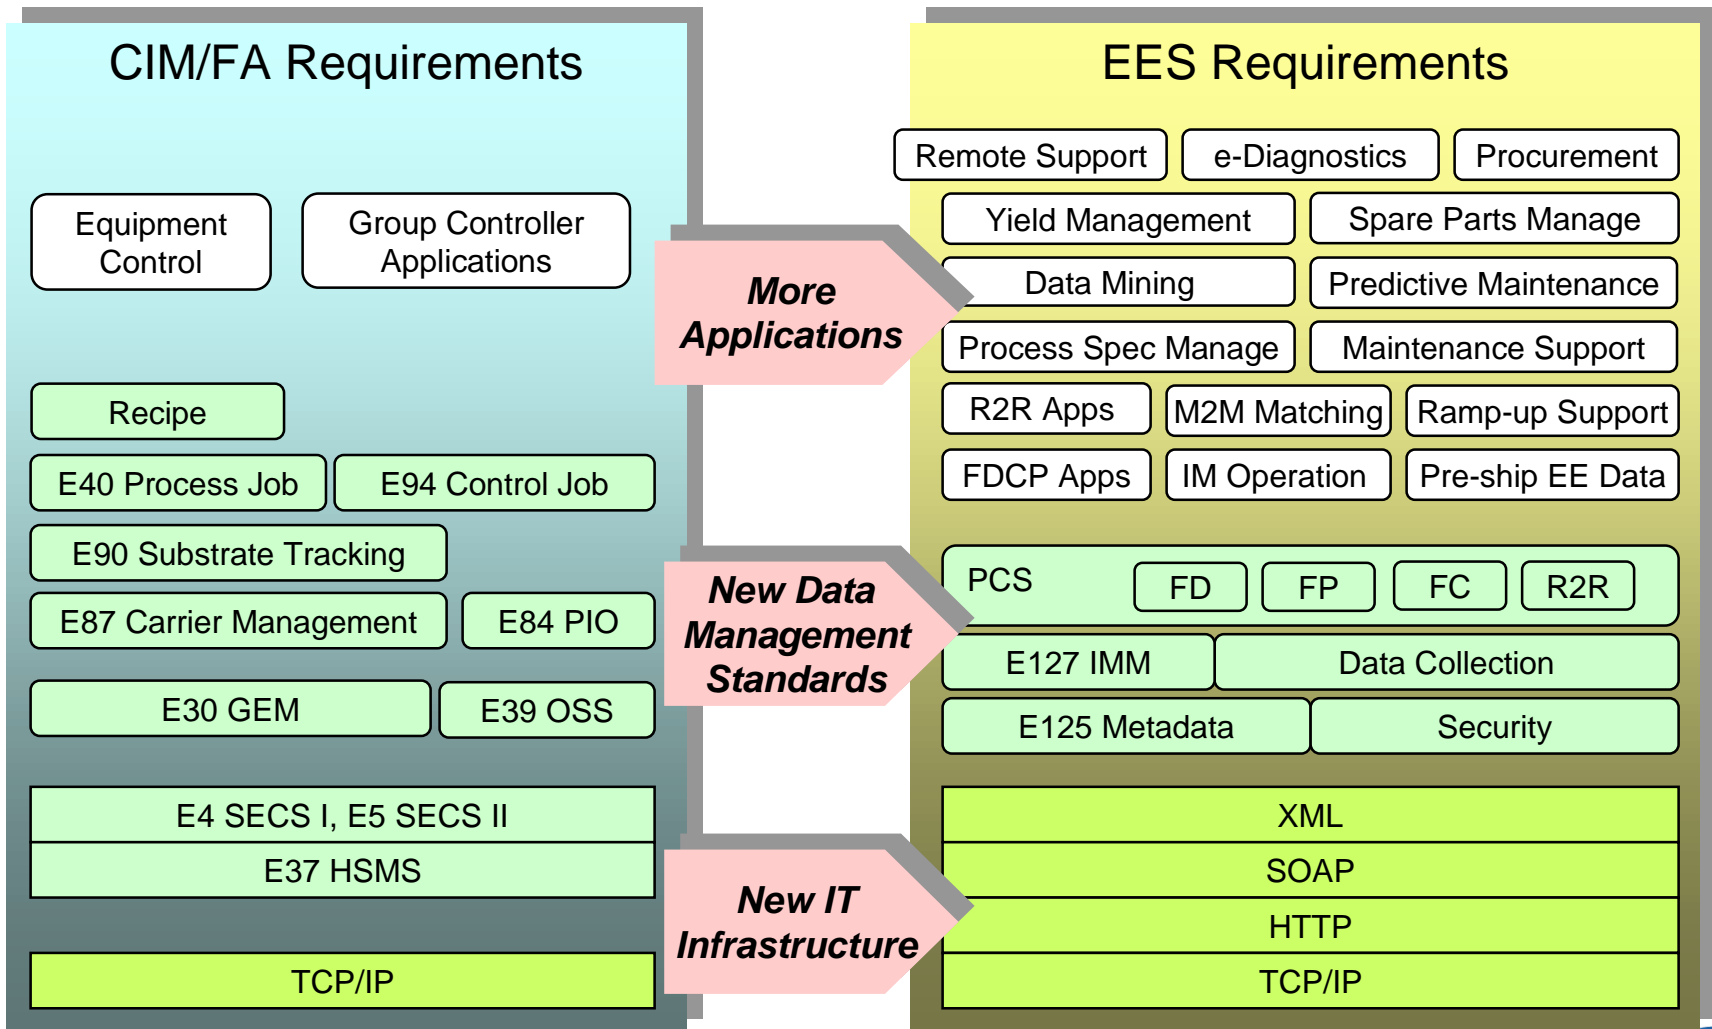 CIM/FA Requirements
Equipment
Control
Group Controller
Applications
Recipe
E40 Process Job
E94 Control Job
E90 Substrate Tracking
E87 Carrier Management
E84 PIO
E30 GEM
E39 OSS
E4 SECS I, E5 SECS II
E37 HSMS
TCP/IP
More
Applications
New Data
Management
Standards
New IT
Infrastructure
EES Requirements
Remote Support
e-Diagnostics
Procurement
Yield Management
Spare Parts Manage
Data Mining
Predictive Maintenance
Process Spec Manage
Maintenance Support
R2R Apps
M2M Matching
Ramp-up Support
FDCP Apps
IM Operation
Pre-ship EE Data
PCS
FD
FP
FC
R2R
E127 IMM
Data Collection
E125 Metadata
Security
XML
SOAP
HTTP
TCP/IP